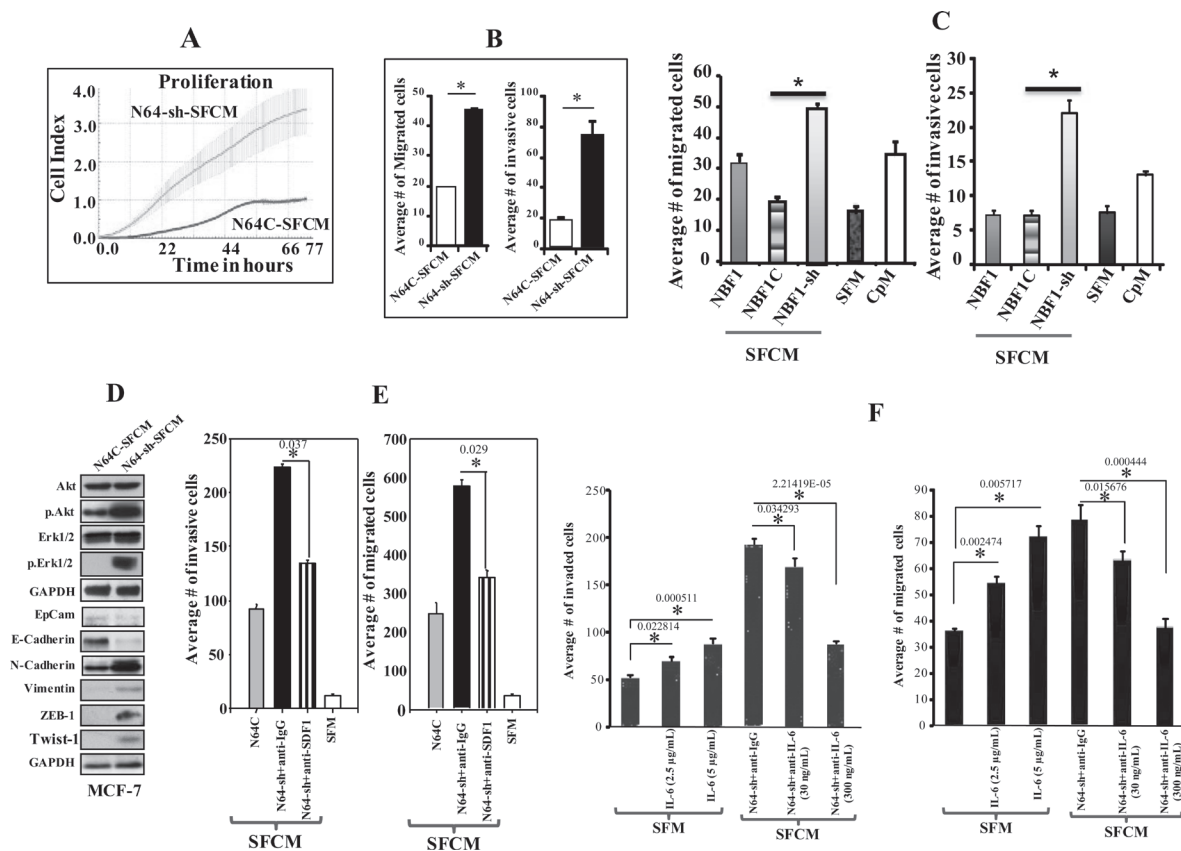 A
Proliferation
N64-sh-SFCM
N64C-SFCM
Cell Index
4.0
3.0
2.0
1.0
0.0
0.0
22
44
66
77
Time in hours
B
Average # of Migrated cells
50
40
30
20
10
0
*
N64C-SFCM
N64-sh-SFCM
Average # of invasive cells
100
80
60
40
20
0
*
N64C-SFCM
N64-sh-SFCM
C
Average # of migrated cells
60
50
40
30
20
10
0
*
NBF1
NBF1C
NBF1-sh
SFM
CpM
SFCM
Average # of invasive cells
30
25
20
15
10
5
0
*
NBF1
NBF1C
NBF1-sh
SFM
CpM
SFCM
D
N64C-SFCM
N64-sh-SFCM
Akt
p.Akt
Erk1/2
p.Erk1/2
GAPDH
EpCam
E-Cadherin
N-Cadherin
Vimentin
ZEB-1
Twist-1
GAPDH
MCF-7
E
Average # of invasive cells
250
200
150
100
50
0
0.037
*
N64C
N64-sh+anti-IgG
N64-sh+anti-SDF1
SFM
SFCM
Average # of migrated cells
700
600
500
400
300
200
100
0
0.029
*
N64C
N64-sh+anti-IgG
N64-sh+anti-SDF1
SFM
SFCM
F
Average # of invaded cells
250
200
150
100
50
0
0.000511
*
0.022814
*
2.21419E-05
*
0.034293
*
IL-6 (2.5 µg/mL)
IL-6 (5 µg/mL)
N64-sh+anti-IgG
N64-sh+anti-IL-6
(30 ng/mL)
N64-sh+anti-IL-6
(300 ng/mL)
SFM
SFCM
Average # of migrated cells
90
80
70
60
50
40
30
20
10
0
0.005717
*
0.002474
*
0.000444
*
0.015676
*
IL-6 (2.5 µg/mL)
IL-6 (5 µg/mL)
N64-sh+anti-IgG
N64-sh+anti-IL-6
(30 ng/mL)
N64-sh+anti-IL-6
(300 ng/mL)
SFM
SFCM